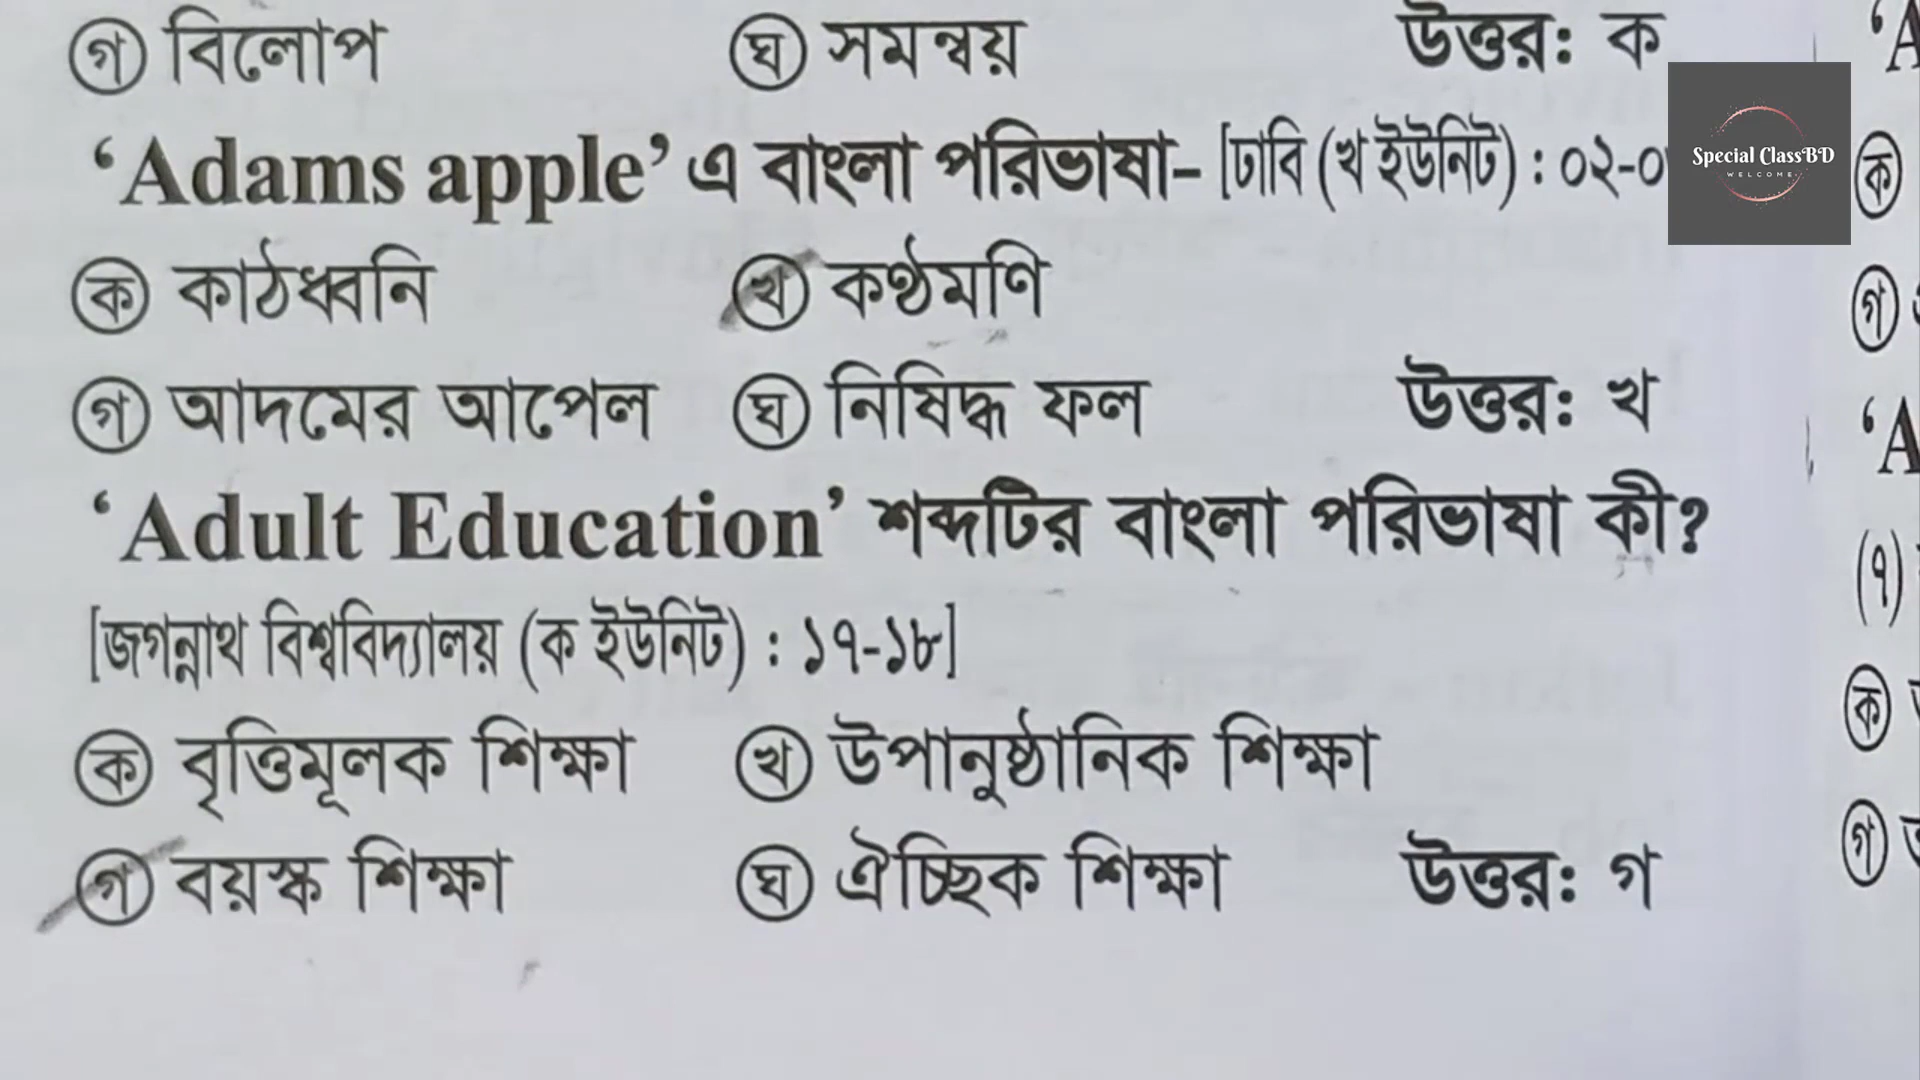 গ বিলোপ ঘ সমন্বয় উত্তর: ক
‘Adams apple’ এ বাংলা পরিভাষা- [ঢাবি (খ ইউনিট) : ০২-০
ক কাঠধ্বনি খ কণ্ঠমণি
গ আদমের আপেল ঘ নিষিদ্ধ ফল উত্তর: খ
‘Adult Education’ শব্দটির বাংলা পরিভাষা কী?
[জগন্নাথ বিশ্ববিদ্যালয় (ক ইউনিট) : ১৭-১৮]
ক বৃত্তিমূলক শিক্ষা খ উপানুষ্ঠানিক শিক্ষা
গ বয়স্ক শিক্ষা ঘ ঐচ্ছিক শিক্ষা উত্তর: গ
Special ClassBD
WELCOME
‘A
ক
গ
‘A
(৭)
ক
গ